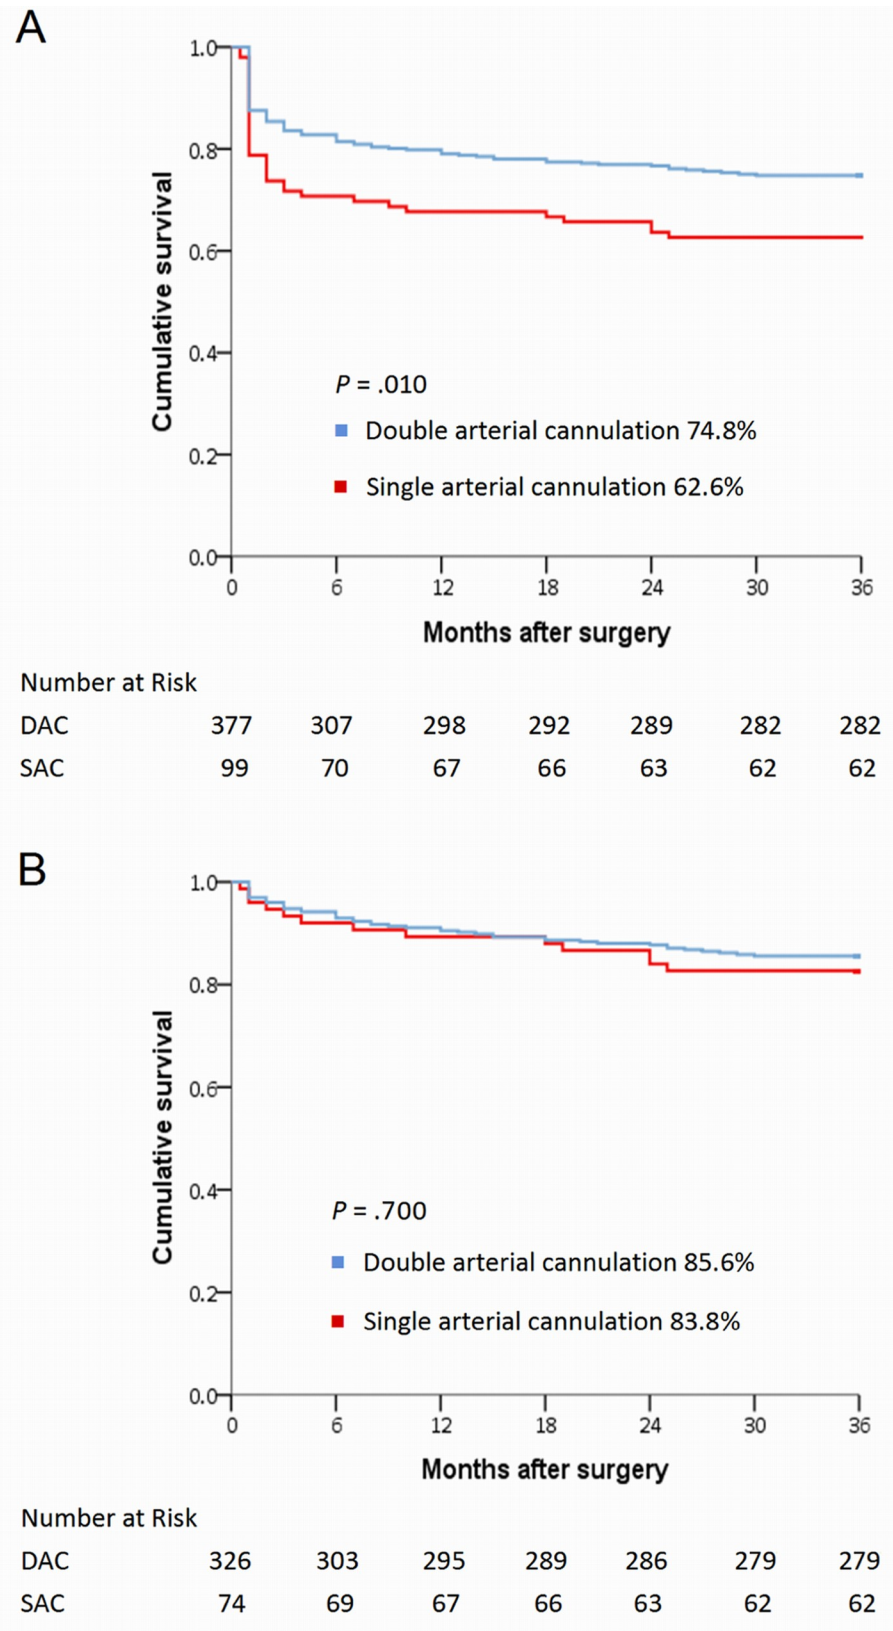 A
1.0
0.8
0.6
0.4
0.2
0.0
Cumulative survival
P = .010
Double arterial cannulation 74.8%
Single arterial cannulation 62.6%
0 6 12 18 24 30 36
Months after surgery
Number at Risk
DAC 377 307 298 292 289 282 282
SAC 99 70 67 66 63 62 62
B
1.0
0.8
0.6
0.4
0.2
0.0
Cumulative survival
P = .700
Double arterial cannulation 85.6%
Single arterial cannulation 83.8%
0 6 12 18 24 30 36
Months after surgery
Number at Risk
DAC 326 303 295 289 286 279 279
SAC 74 69 67 66 63 62 62